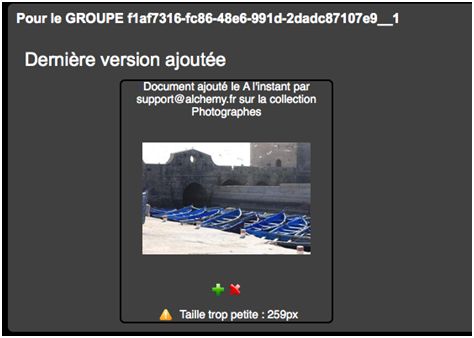 Pour le GROUPE f1af7316-fc86-48e6-991d-2dadc87107e9__1
Dernière version ajoutée
Document ajouté le A l'instant par
support@alchemy.fr sur la collection
Photographes
Taille trop petite : 259px